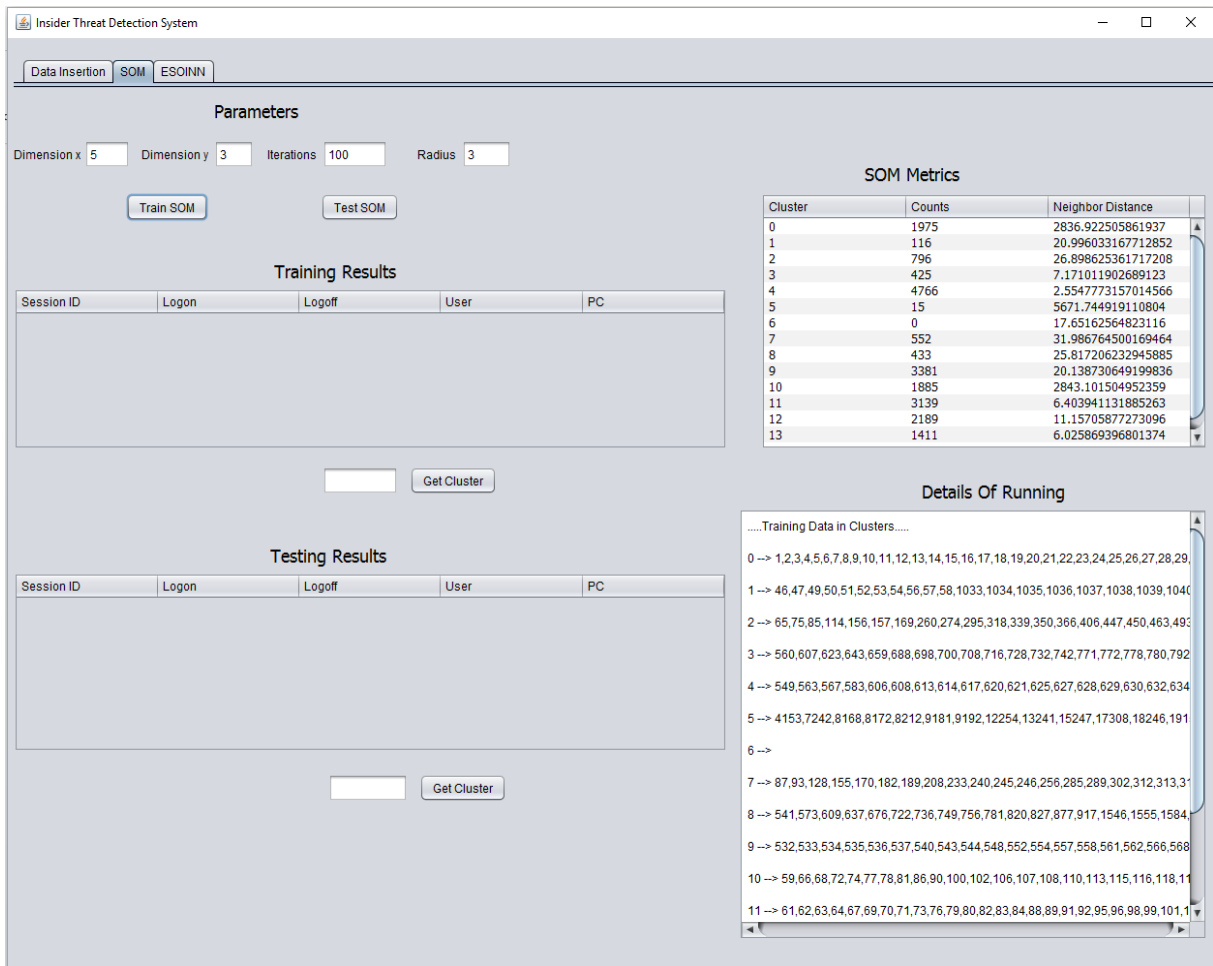 Insider Threat Detection System
Data Insertion SOM ESOINN
Parameters
Dimension x 5 Dimension y 3 Iterations 100 Radius 3
Train SOM Test SOM
Training Results
Session ID Logon Logoff User PC
Get Cluster
Testing Results
Session ID Logon Logoff User PC
Get Cluster
SOM Metrics
Cluster Counts Neighbor Distance
0 1975 2836.922505861937
1 116 20.996033167712852
2 796 26.898625361717208
3 425 7.171011902689123
4 4766 2.5547773157014566
5 15 5671.744919110804
6 0 17.65162564823116
7 552 31.986764500169464
8 433 25.817206232945885
9 3381 20.138730649199836
10 1885 2843.101504952359
11 3139 6.403941131885263
12 2189 11.15705877273096
13 1411 6.025869396801374
Details Of Running
.....Training Data in Clusters.....
0 --> 1,2,3,4,5,6,7,8,9,10,11,12,13,14,15,16,17,18,19,20,21,22,23,24,25,26,27,28,29,
1 --> 46,47,49,50,51,52,53,54,56,57,58,1033,1034,1035,1036,1037,1038,1039,1040
2 --> 65,75,85,114,156,157,169,260,274,295,318,339,350,366,406,447,450,463,493
3 --> 560,607,623,643,659,688,698,700,708,716,728,732,742,771,772,778,780,792
4 --> 549,563,567,583,606,608,613,614,617,620,621,625,627,628,629,630,632,634
5 --> 4153,7242,8168,8172,8212,9181,9192,12254,13241,15247,17308,18246,191
6 -->
7 --> 87,93,128,155,170,182,189,208,233,240,245,246,256,285,289,302,312,313,31
8 --> 541,573,609,637,676,722,736,749,756,781,820,827,877,917,1546,1555,1584,
9 --> 532,533,534,535,536,537,540,543,544,548,552,554,557,558,561,562,566,568
10 --> 59,66,68,72,74,77,78,81,86,90,100,102,106,107,108,110,113,115,116,118,11
11 --> 61,62,63,64,67,69,70,71,73,76,79,80,82,83,84,88,89,91,92,95,96,98,99,101,1